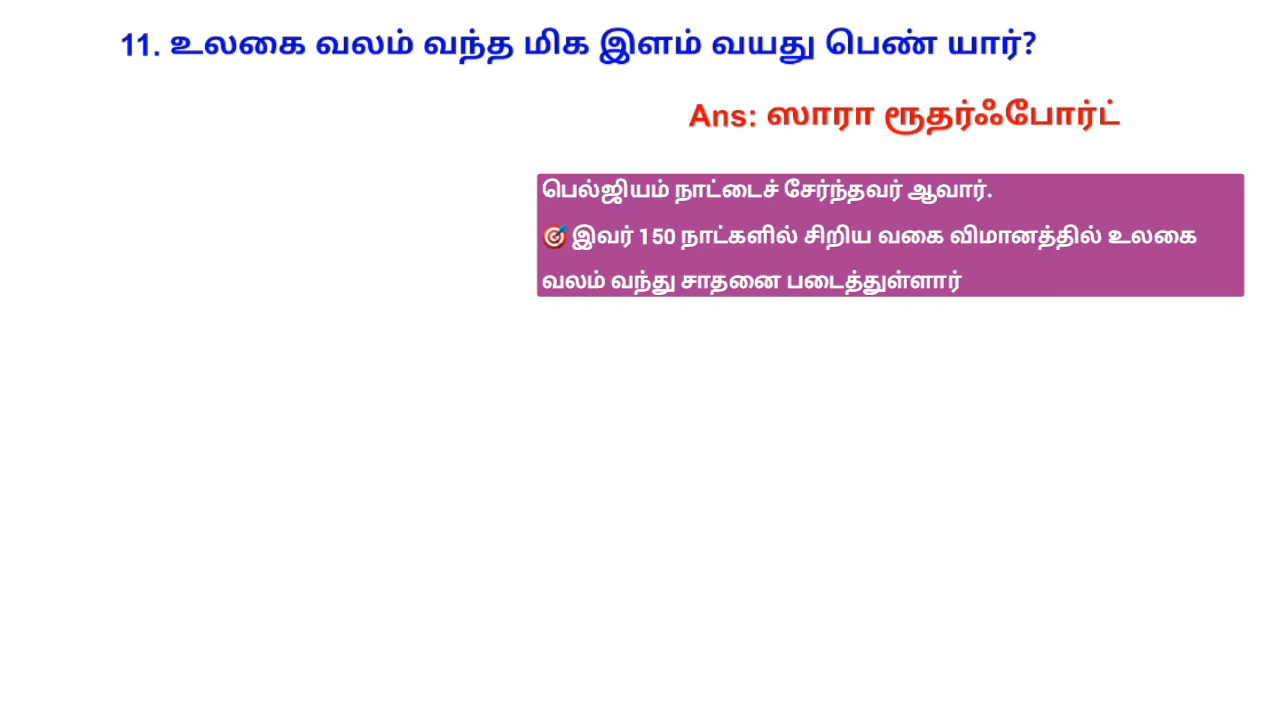 11. உலகை வலம் வந்த மிக இளம் வயது பெண் யார்?
Ans: ஸாரா ரூதர்ஃபோர்ட்
பெல்ஜியம் நாட்டைச் சேர்ந்தவர் ஆவார்.
🎯 இவர் 150 நாட்களில் சிறிய வகை விமானத்தில் உலகை
வலம் வந்து சாதனை படைத்துள்ளார்